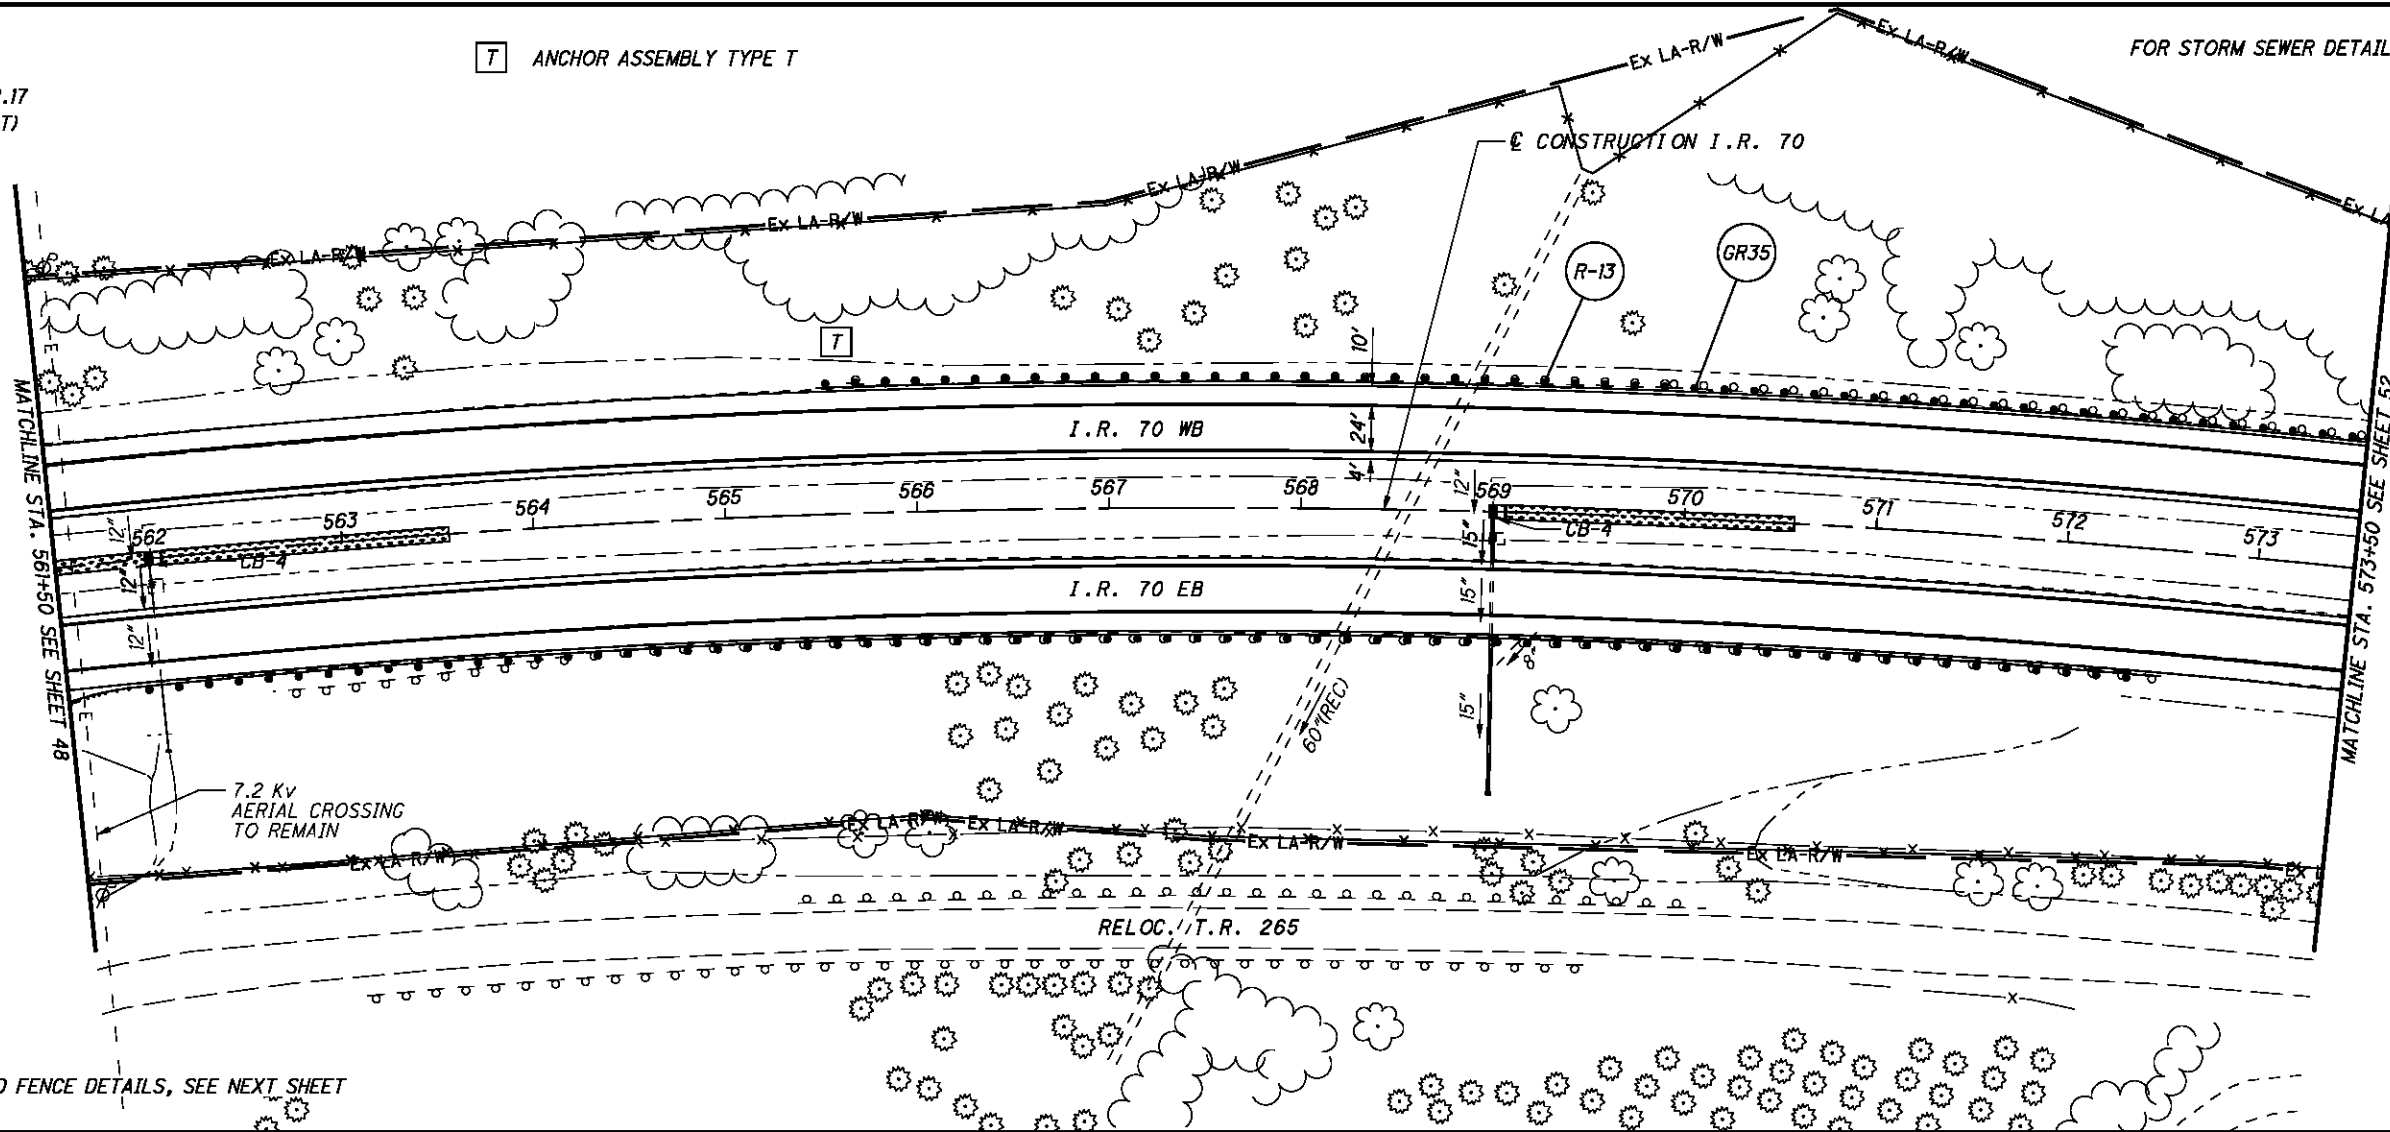 T ANCHOR ASSEMBLY TYPE T
FOR STORM SEWER DETAIL
.17
T)
Ex LA-R/W
Ex LA-R/W
₵ CONSTRUCTION I.R. 70
Ex LA-R/W
Ex LA-R/W
Ex LA-R/W
Ex LA
R-13
GR35
T
E
10'
24'
4'
I.R. 70 WB
MATCHLINE STA. 561+50 SEE SHEET 48
MATCHLINE STA. 573+50 SEE SHEET 52
562
563
564
565
566
567
568
569
570
571
572
573
12"
12"
12"
CB-4
12"
15"
15"
15"
CB-4
I.R. 70 EB
8"
60"(REC)
E
7.2 Kv
AERIAL CROSSING
TO REMAIN
Ex LA-R/W
Ex LA-R/W
Ex LA-R/W
Ex LA-R/W
Ex LA-R/W
Ex
RELOC. T.R. 265
D FENCE DETAILS, SEE NEXT SHEET